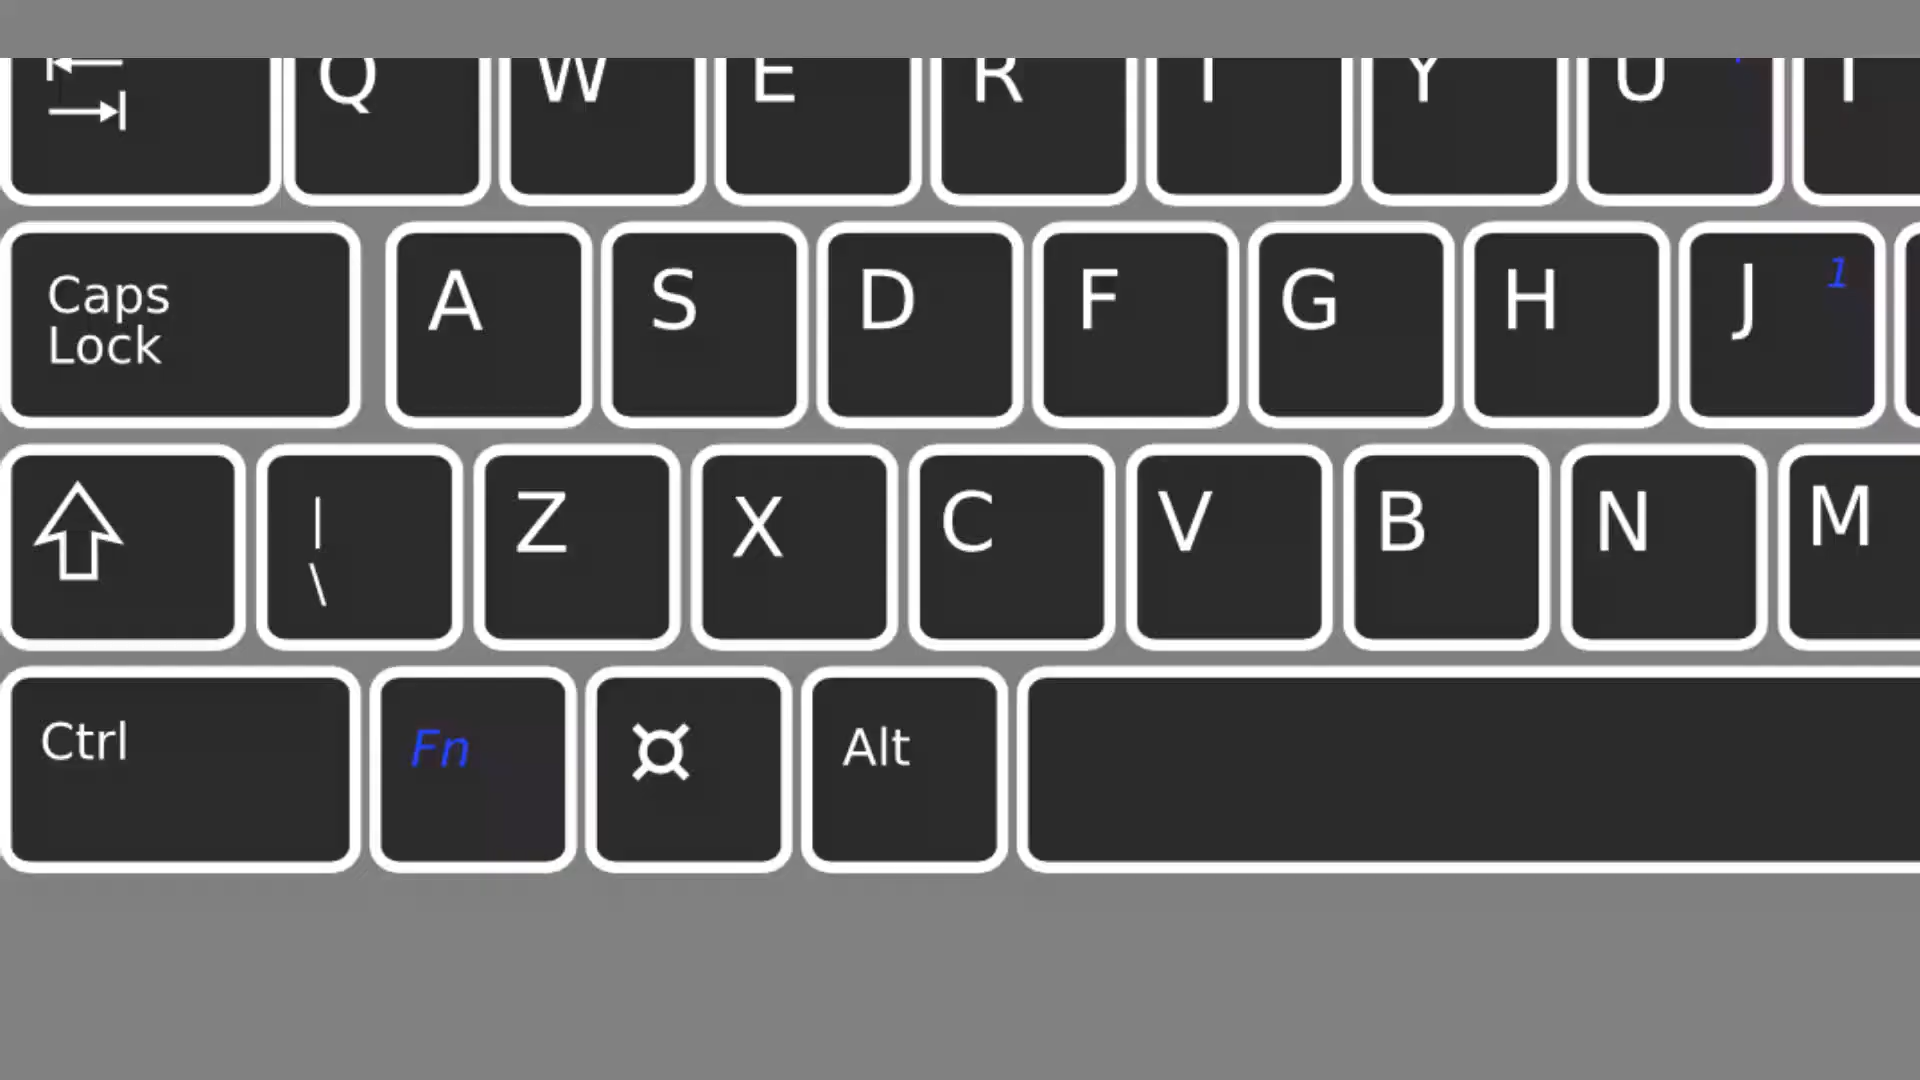 Q W E R T Y U I
Caps
Lock
A S D F G H J 1
|
\
Z X C V B N M
Ctrl Fn ¤ Alt